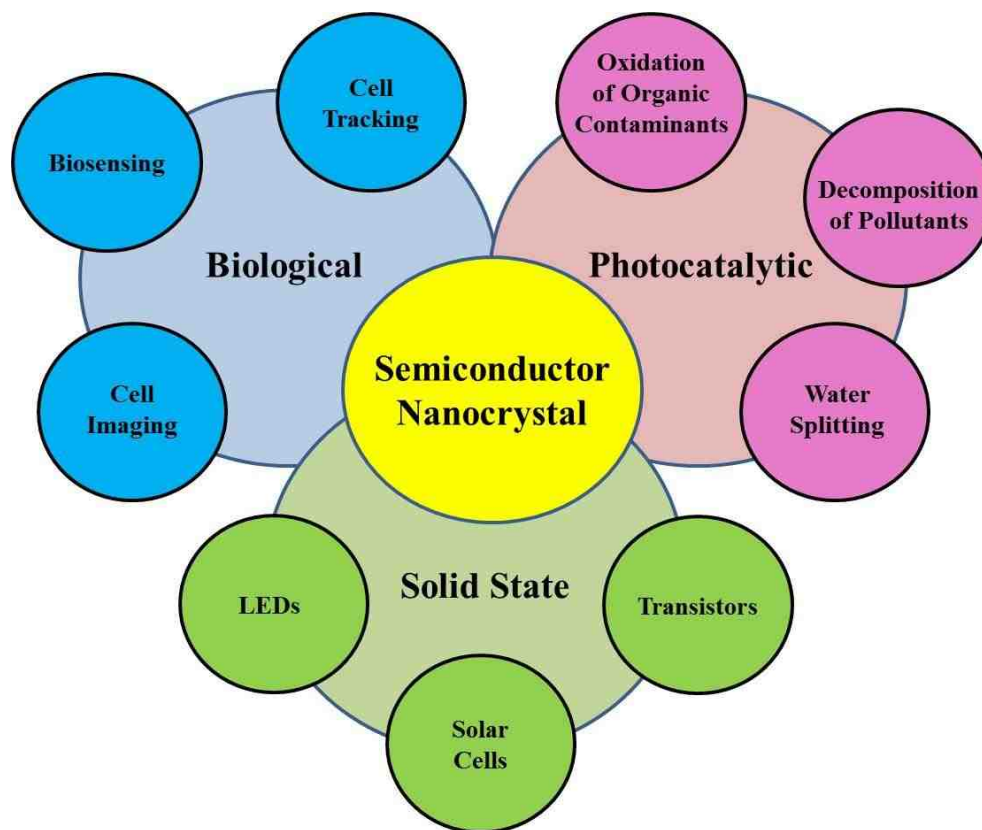 Cell
Tracking
Biosensing
Biological
Cell
Imaging
Oxidation
of Organic
Contaminants
Decomposition
of Pollutants
Photocatalytic
Water
Splitting
Semiconductor
Nanocrystal
Solid State
LEDs
Transistors
Solar
Cells